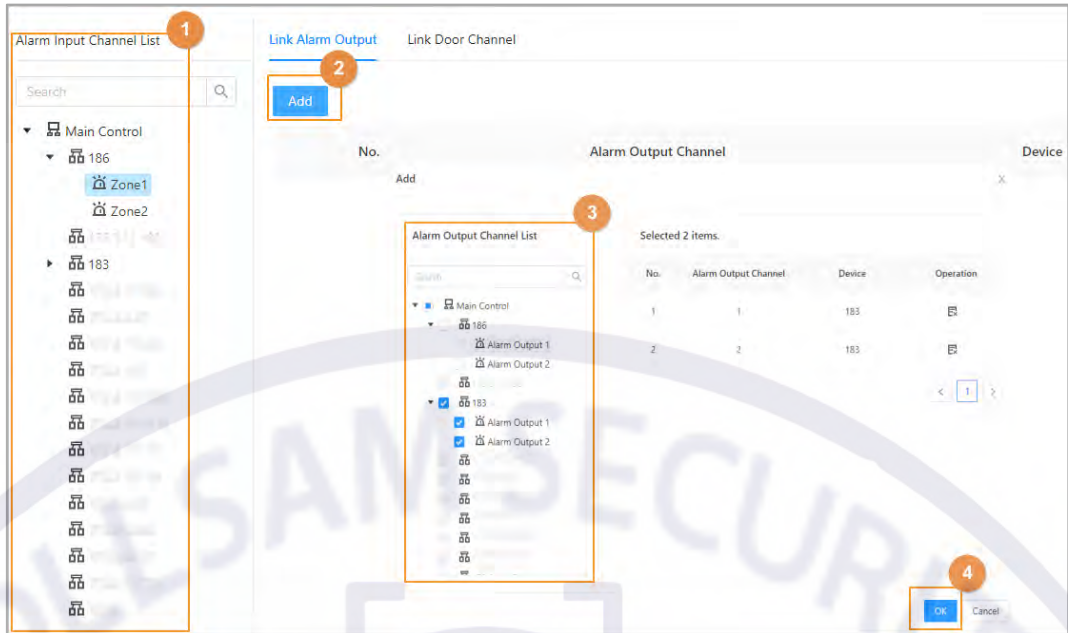 1
Alarm Input Channel List
Link Alarm Output
Link Door Channel
2
Search
Add
Main Control
186
Zone1
Zone2
183
No.
Alarm Output Channel
Device
Add
X
3
Alarm Output Channel List
Search
Main Control
186
Alarm Output 1
Alarm Output 2
183
Alarm Output 1
Alarm Output 2
Selected 2 items.
No. Alarm Output Channel Device Operation
1 1 183
2 2 183
< 1 >
4
OK
Cancel
SAM SECUR